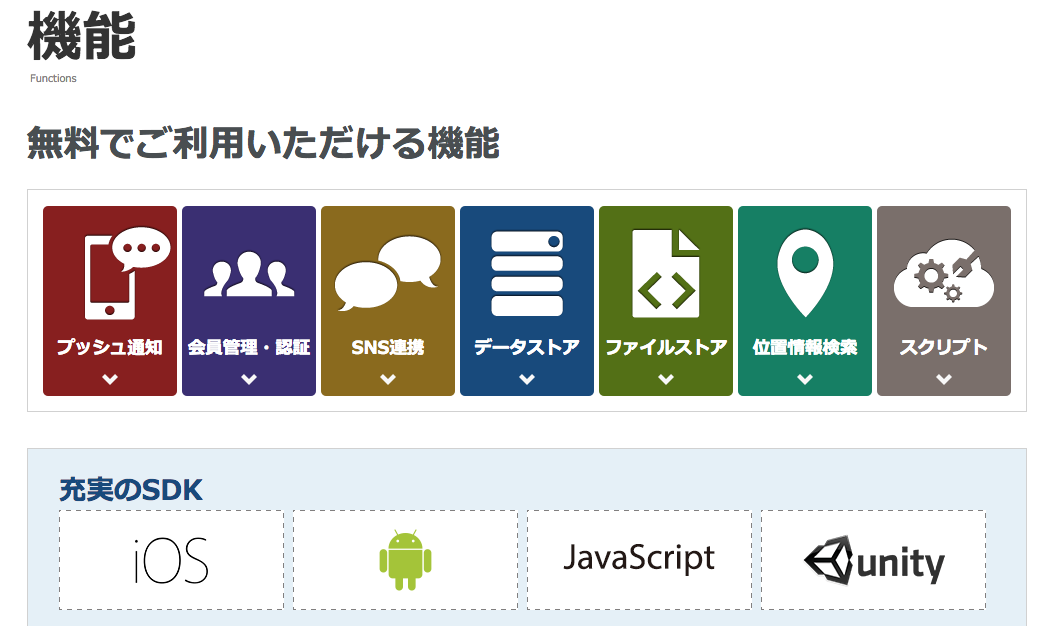 機能
Functions
無料でご利用いただける機能
プッシュ通知
会員管理・認証
SNS連携
データストア
ファイルストア
位置情報検索
スクリプト
充実のSDK
iOS
JavaScript
unity